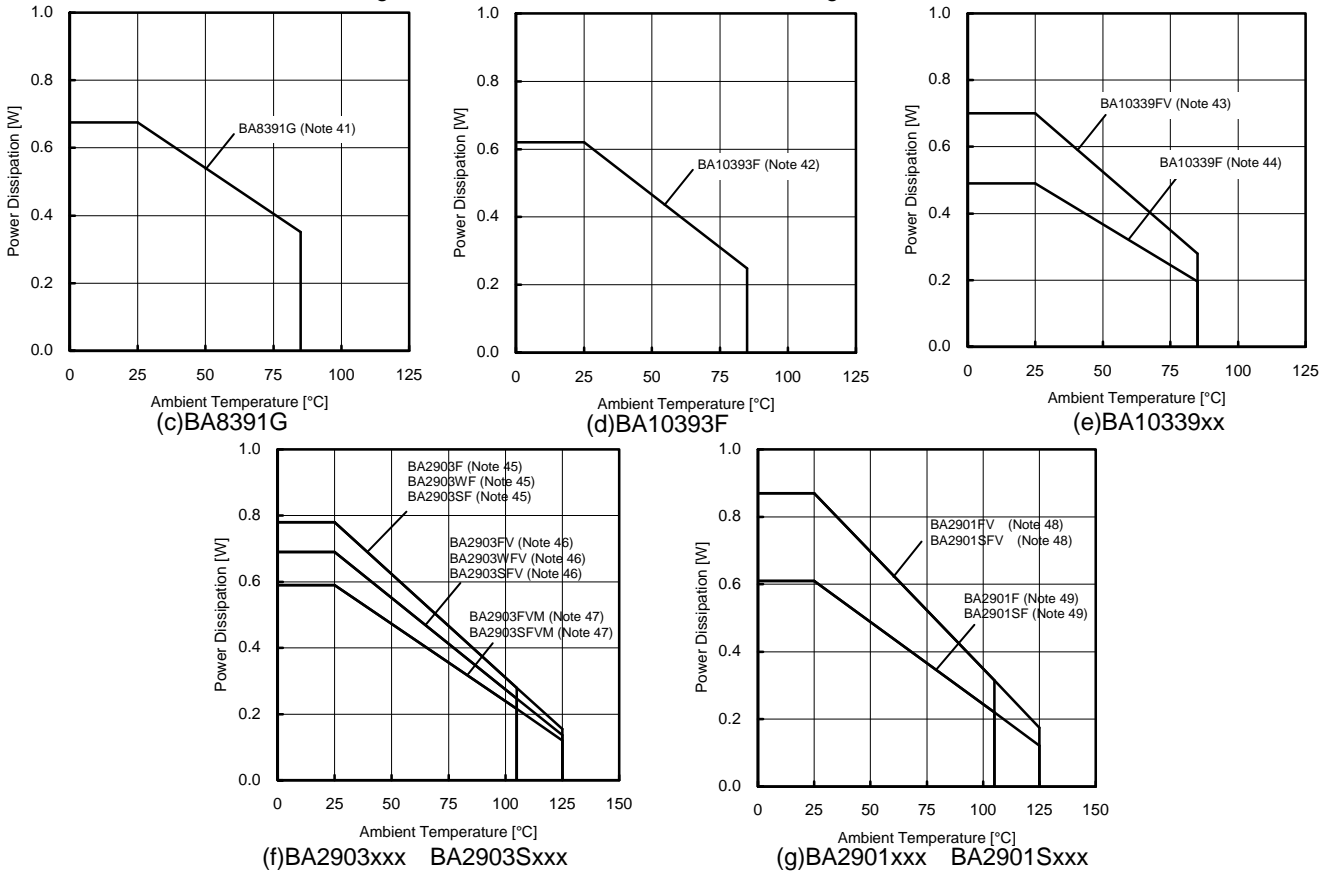 1.0
0.8
0.6
0.4
0.2
0.0
Power Dissipation [W]
BA8391G (Note 41)
0 25 50 75 100 125
Ambient Temperature [°C]
(c)BA8391G
1.0
0.8
0.6
0.4
0.2
0.0
Power Dissipation [W]
BA10393F (Note 42)
0 25 50 75 100 125
Ambient Temperature [°C]
(d)BA10393F
1.0
0.8
0.6
0.4
0.2
0.0
Power Dissipation [W]
BA10339FV (Note 43)
BA10339F (Note 44)
0 25 50 75 100 125
Ambient Temperature [°C]
(e)BA10339xx
1.0
0.8
0.6
0.4
0.2
0.0
Power Dissipation [W]
BA2903F (Note 45)
BA2903WF (Note 45)
BA2903SF (Note 45)
BA2903FV (Note 46)
BA2903WFV (Note 46)
BA2903SFV (Note 46)
BA2903FVM (Note 47)
BA2903SFVM (Note 47)
0 25 50 75 100 125 150
Ambient Temperature [°C]
(f)BA2903xxx BA2903Sxxx
1.0
0.8
0.6
0.4
0.2
0.0
Power Dissipation [W]
BA2901FV (Note 48)
BA2901SFV (Note 48)
BA2901F (Note 49)
BA2901SF (Note 49)
0 25 50 75 100 125 150
Ambient Temperature [°C]
(g)BA2901xxx BA2901Sxxx